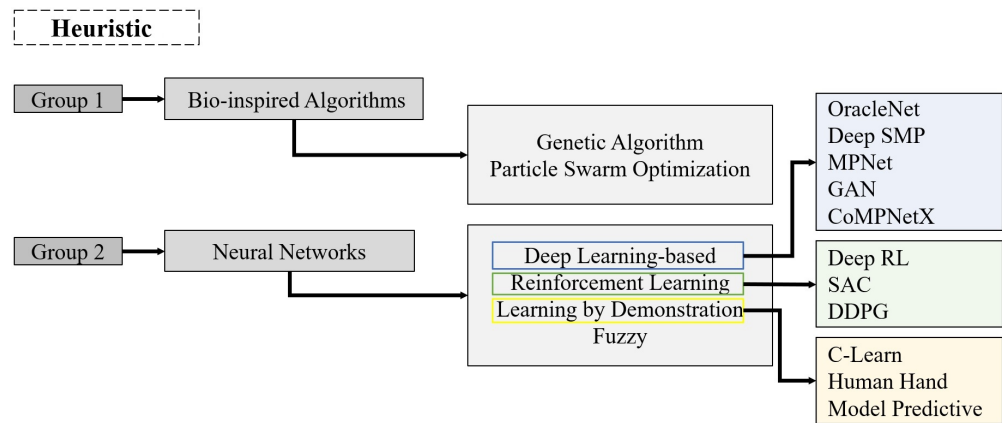 Heuristic
Group 1
Bio-inspired Algorithms
Genetic Algorithm
Particle Swarm Optimization
Group 2
Neural Networks
Deep Learning-based
Reinforcement Learning
Learning by Demonstration
Fuzzy
OracleNet
Deep SMP
MPNet
GAN
CoMPNetX
Deep RL
SAC
DDPG
C-Learn
Human Hand
Model Predictive